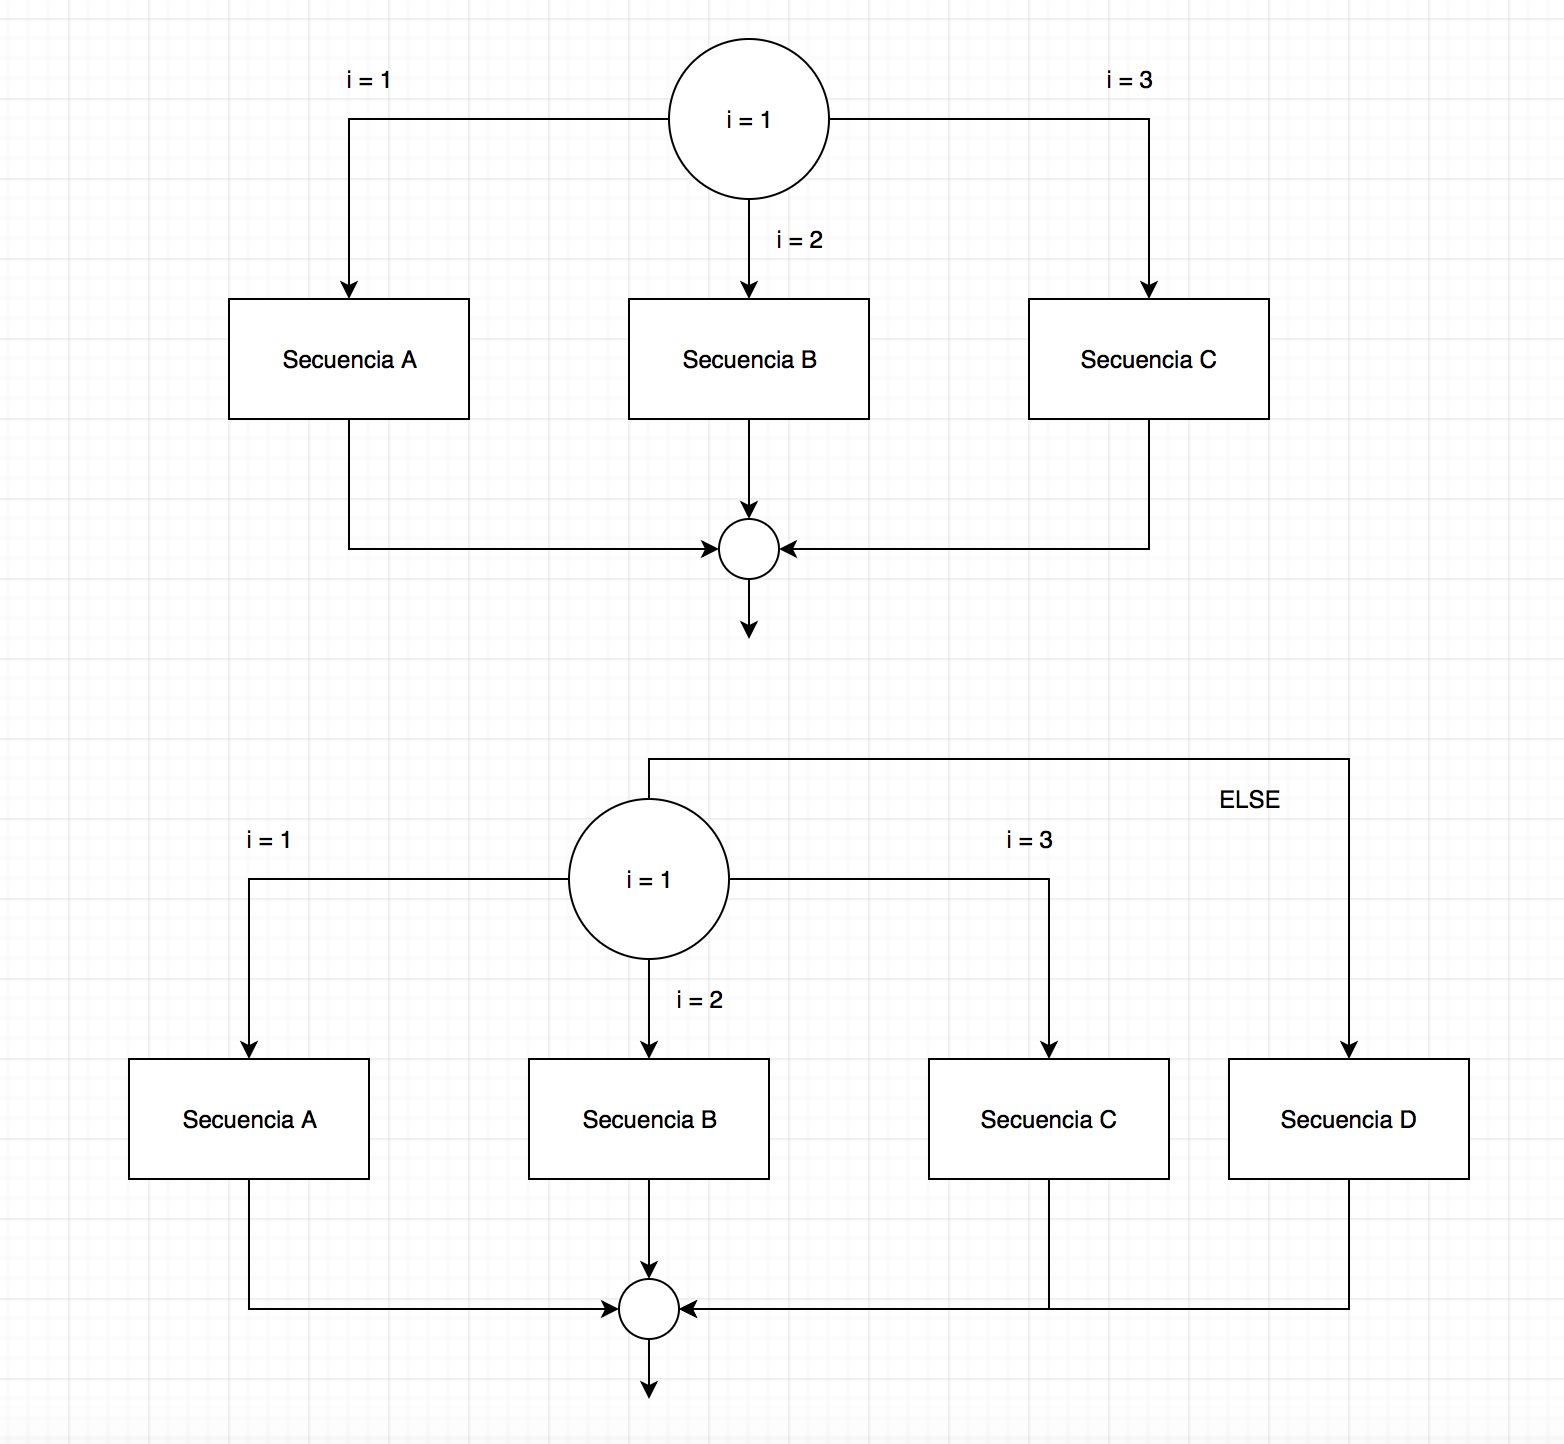 i = 1
i = 1
i = 3
i = 2
Secuencia A
Secuencia B
Secuencia C
ELSE
i = 1
i = 3
i = 1
i = 2
Secuencia A
Secuencia B
Secuencia C
Secuencia D